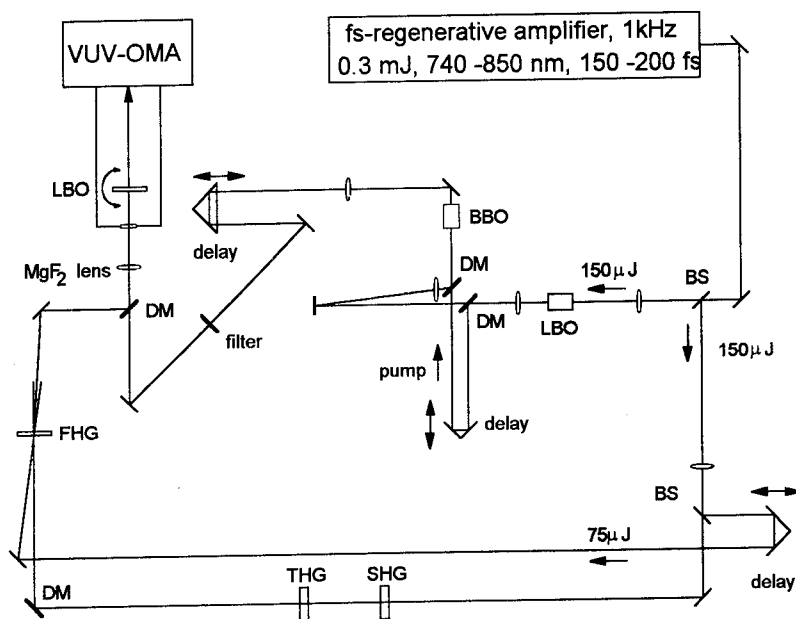 fs-regenerative amplifier, 1kHz
0.3 mJ, 740 -850 nm, 150 -200 fs
VUV-OMA
LBO
BBO
delay
MgF2 lens
DM
150μJ
BS
DM
DM
LBO
filter
150μJ
pump
delay
FHG
BS
75μJ
THG
SHG
delay
DM